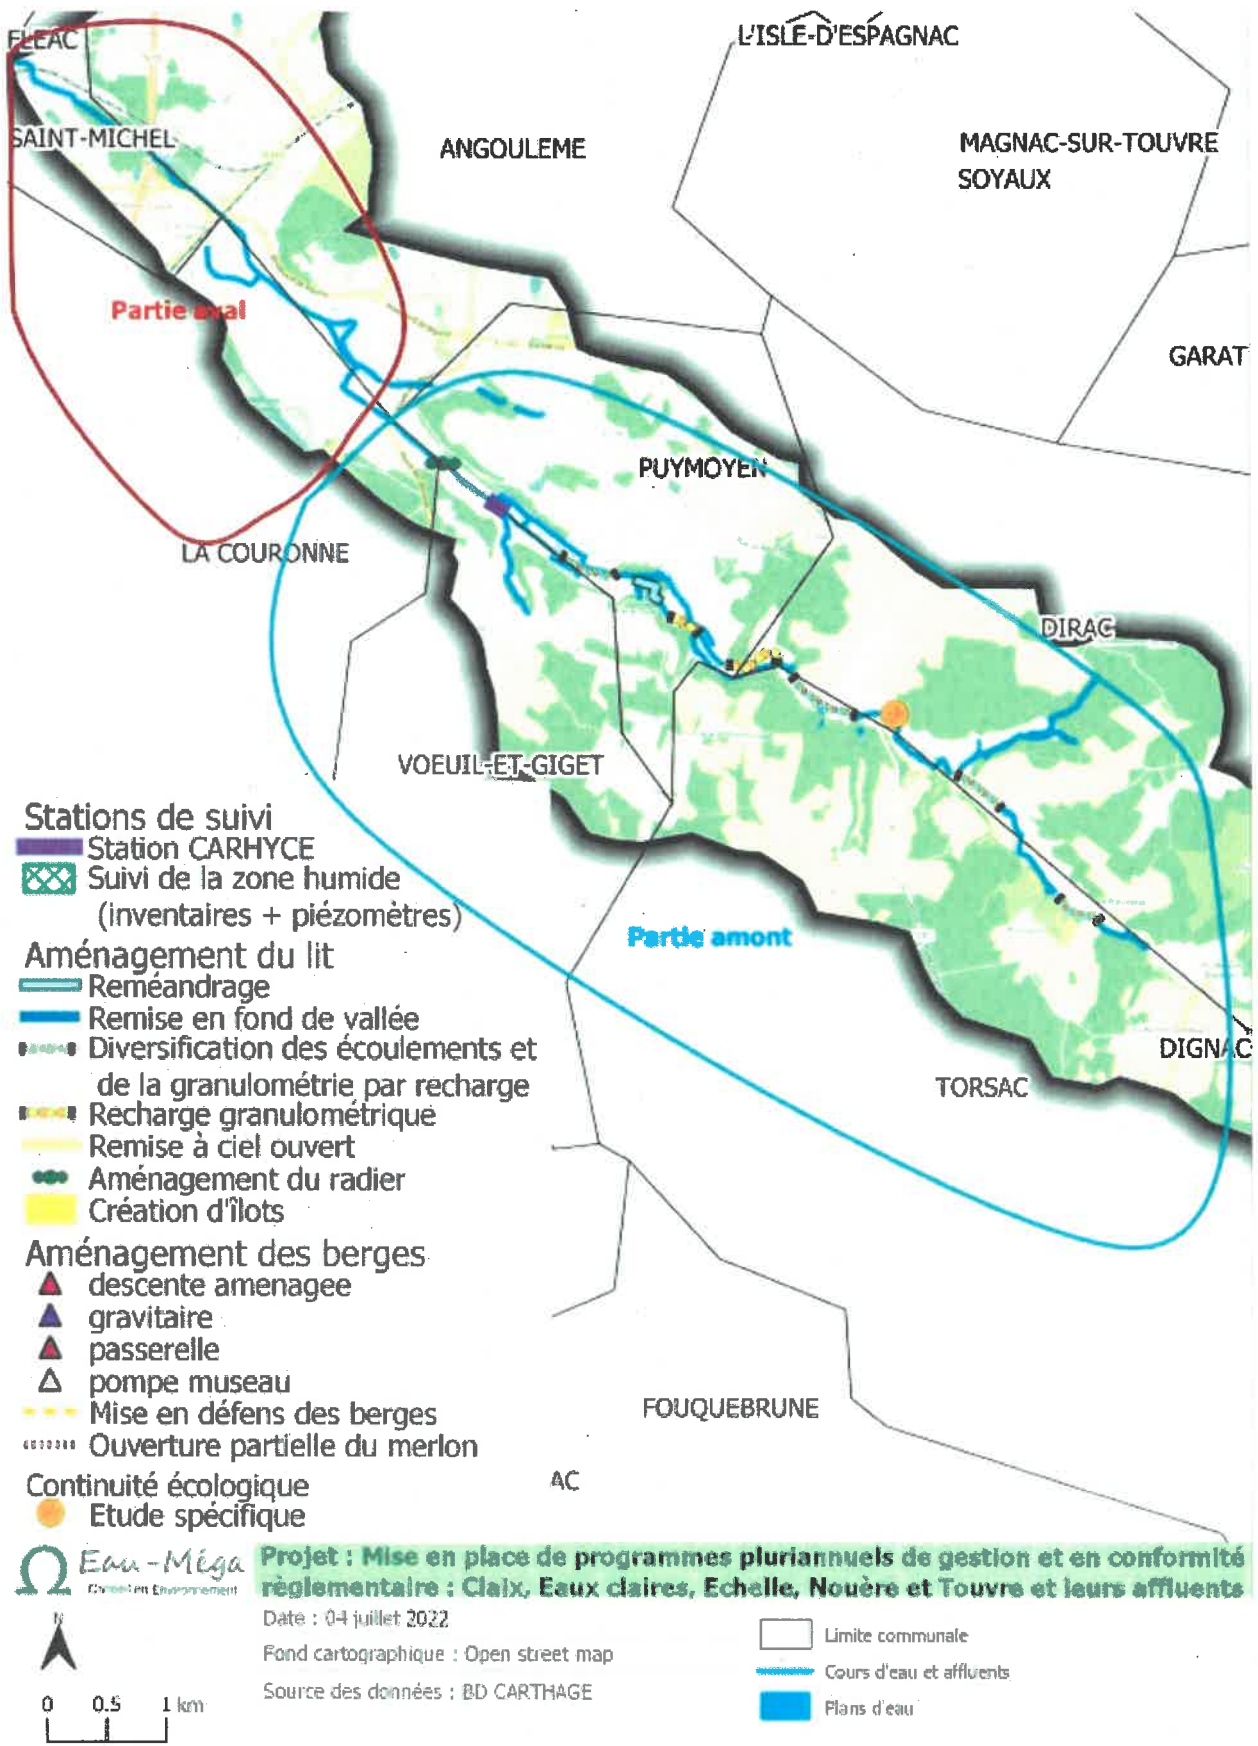 FLEAC
L'ISLE-D'ESPAGNAC
SAINT-MICHEL
ANGOULEME
MAGNAC-SUR-TOUVRE
SOYAUX
Partie aval
GARAT
PUYMOYEN
LA COURONNE
DIRAC
VOEUIL-ET-GIGET
Partie amont
DIGNAC
TORSAC
FOUQUEBRUNE
AC
Stations de suivi
Station CARHYCE
Suivi de la zone humide
(inventaires + piézomètres)
Aménagement du lit
Reméandrage
Remise en fond de vallée
Diversification des écoulements et
de la granulométrie par recharge
Recharge granulométrique
Remise à ciel ouvert
Aménagement du radier
Création d'îlots
Aménagement des berges
descente amenagee
gravitaire
passerelle
pompe museau
Mise en défens des berges
Ouverture partielle du merlon
Continuité écologique
Etude spécifique
Eau-Méga
Conseil en Environnement
Projet : Mise en place de programmes pluriannuels de gestion et en conformité
règlementaire : Claix, Eaux claires, Echelle, Nouère et Touvre et leurs affluents
N
Date : 04 juillet 2022
Fond cartographique : Open street map
Source des données : BD CARTHAGE
0 0.5 1 km
Limite communale
Cours d'eau et affluents
Plans d'eau